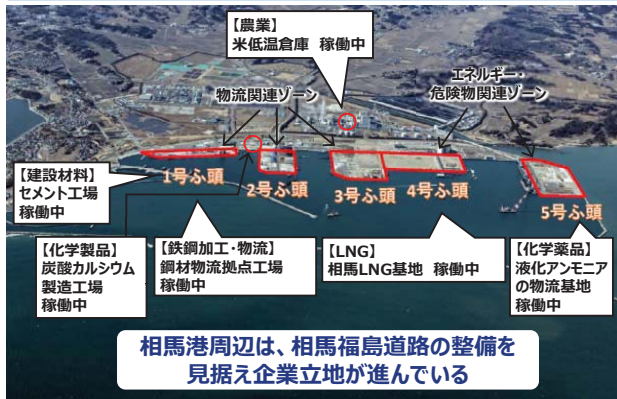 【農業】
米低温倉庫 稼働中
物流関連ゾーン
エネルギー・
危険物関連ゾーン
1号ふ頭
2号ふ頭
3号ふ頭
4号ふ頭
5号ふ頭
【建設材料】
セメント工場
稼働中
【化学製品】
炭酸カルシウム
製造工場
稼働中
【鉄鋼加工・物流】
鋼材物流拠点工場
稼働中
【LNG】
相馬LNG基地 稼働中
【化学薬品】
液化アンモニア
の物流基地
稼働中
相馬港周辺は、相馬福島道路の整備を
見据え企業立地が進んでいる